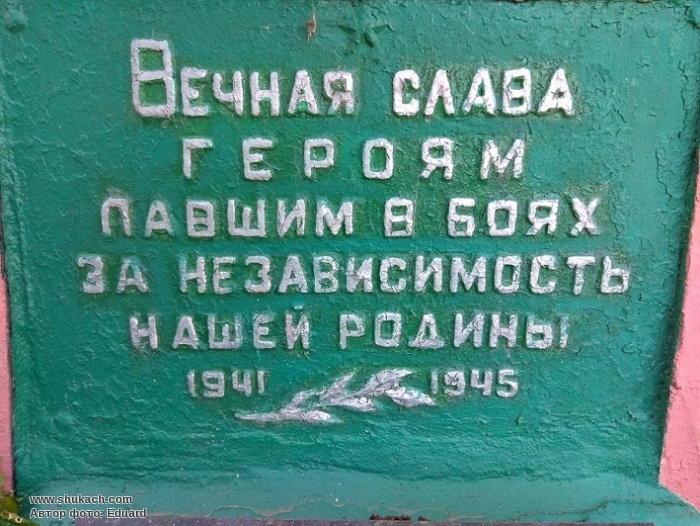 Вечная слава
героям
павшим в боях
за независимость
нашей родины
1941 1945
www.shukach.com
Автор фото: Eduard